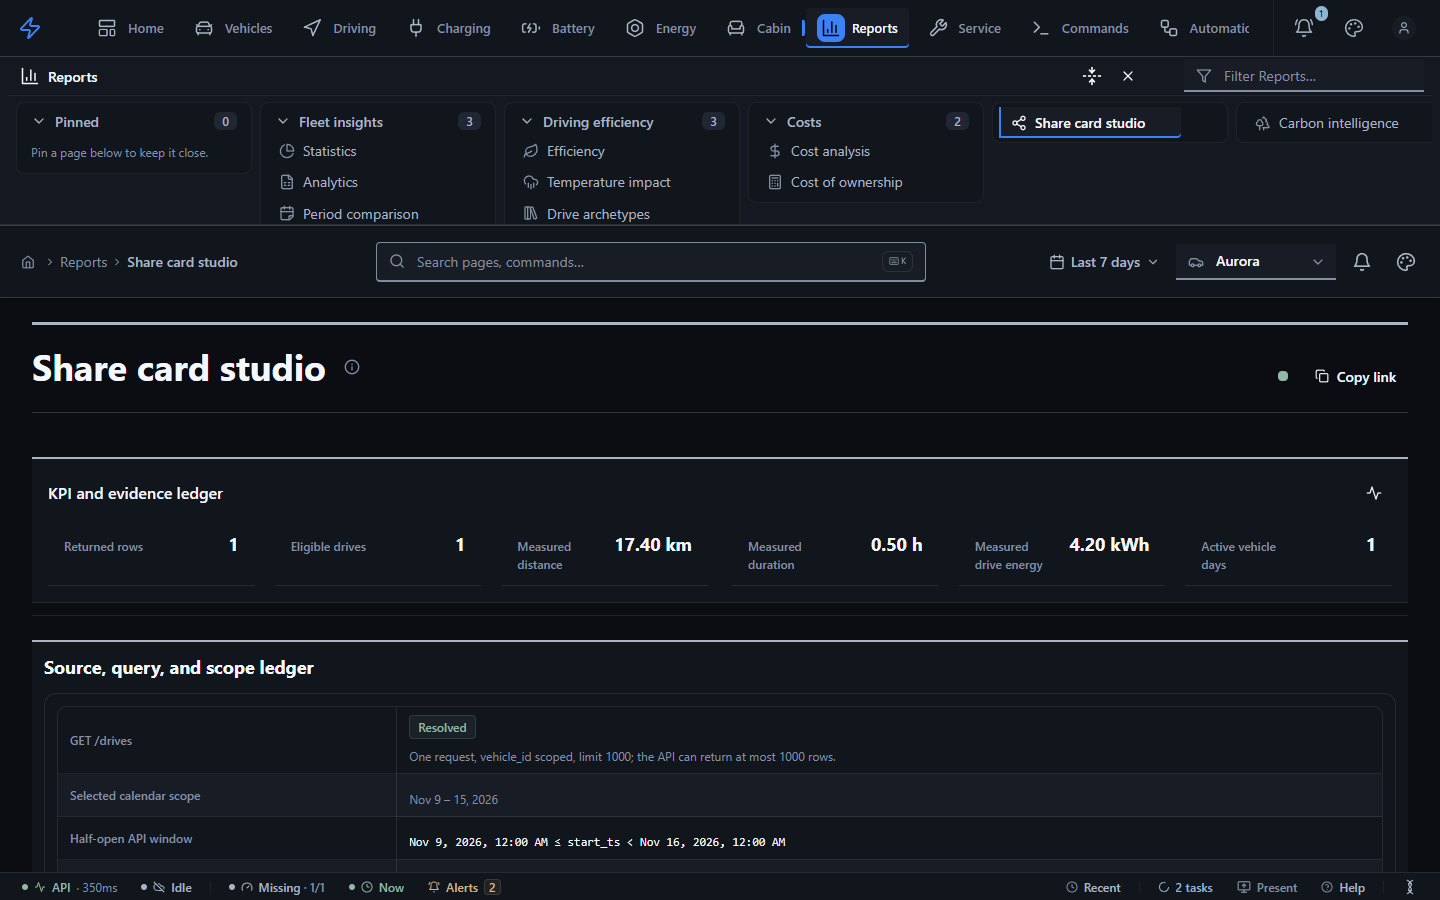 Home
Vehicles
Driving
Charging
Battery
Energy
Cabin
Reports
Service
Commands
Automatic
1
Reports
Filter Reports...
Pinned
0
Pin a page below to keep it close.
Fleet insights
3
Statistics
Analytics
Period comparison
Driving efficiency
3
Efficiency
Temperature impact
Drive archetypes
Costs
2
Cost analysis
Cost of ownership
Share card studio
Carbon intelligence
Reports
Share card studio
Search pages, commands...
K
Last 7 days
Aurora
Share card studio
Copy link
KPI and evidence ledger
Returned rows
1
Eligible drives
1
Measured distance
17.40 km
Measured duration
0.50 h
Measured drive energy
4.20 kWh
Active vehicle days
1
Source, query, and scope ledger
GET /drives
Resolved
One request, vehicle_id scoped, limit 1000; the API can return at most 1000 rows.
Selected calendar scope
Nov 9 – 15, 2026
Half-open API window
Nov 9, 2026, 12:00 AM ≤ start_ts < Nov 16, 2026, 12:00 AM
API · 350ms
Idle
Missing · 1/1
Now
Alerts 2
Recent
2 tasks
Present
Help